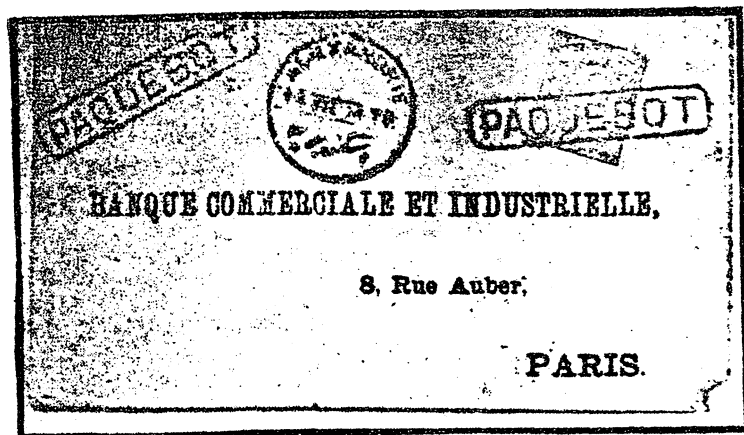 PAQUEBOT
PAQUEBOT
BANQUE COMMERCIALE ET INDUSTRIELLE,
8, Rue Auber,
PARIS.